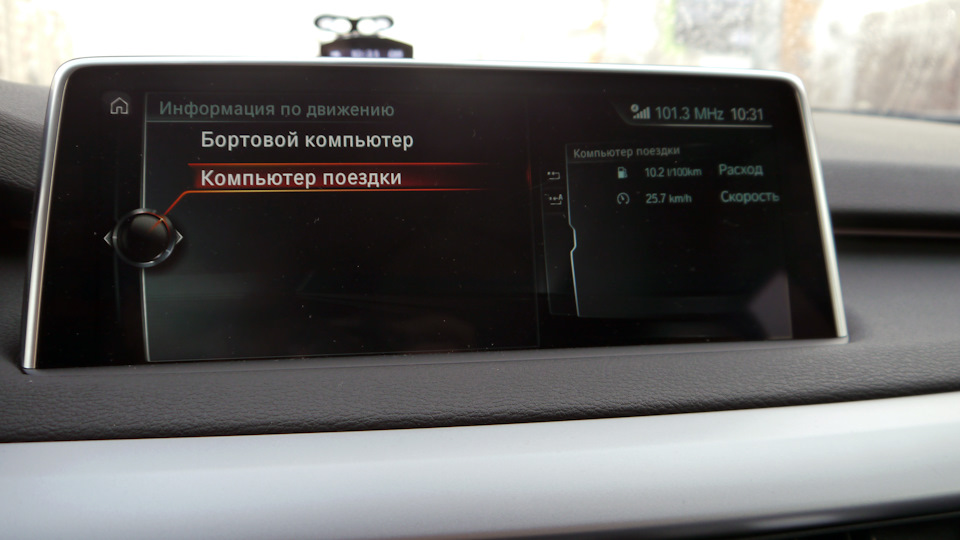 Информация по движению
101.3 MHz 10:31
Бортовой компьютер
Компьютер поездки
Компьютер поездки
10.2 l/100km Расход
25.7 km/h Скорость